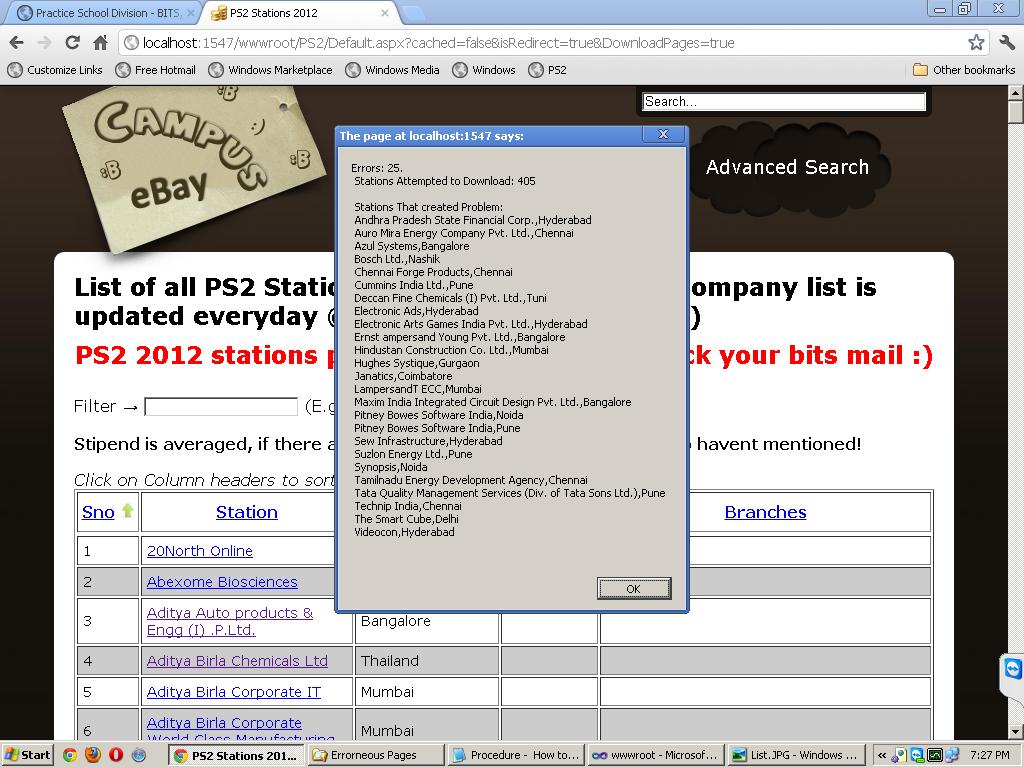 Practice School Division - BITS,
PS2 Stations 2012
localhost:1547/wwwroot/PS2/Default.aspx?cached=false&isRedirect=true&DownloadPages=true
Customize Links
Free Hotmail
Windows Marketplace
Windows Media
Windows
PS2
Other bookmarks
CAMPUS
eBay
Search...
Advanced Search
The page at localhost:1547 says:
Errors: 25.
Stations Attempted to Download: 405
Stations That created Problem:
Andhra Pradesh State Financial Corp.,Hyderabad
Auro Mira Energy Company Pvt. Ltd.,Chennai
Azul Systems,Bangalore
Bosch Ltd.,Nashik
Chennai Forge Products,Chennai
Cummins India Ltd.,Pune
Deccan Fine Chemicals (I) Pvt. Ltd.,Tuni
Electronic Ads,Hyderabad
Electronic Arts Games India Pvt. Ltd.,Hyderabad
Ernst ampersand Young Pvt. Ltd.,Bangalore
Hindustan Construction Co. Ltd.,Mumbai
Hughes Systique,Gurgaon
Janatics,Coimbatore
LampersandT ECC,Mumbai
Maxim India Integrated Circuit Design Pvt. Ltd.,Bangalore
Pitney Bowes Software India,Noida
Pitney Bowes Software India,Pune
Sew Infrastructure,Hyderabad
Suzlon Energy Ltd.,Pune
Synopsis,Noida
Tamilnadu Energy Development Agency,Chennai
Tata Quality Management Services (Div. of Tata Sons Ltd.),Pune
Technip India,Chennai
The Smart Cube,Delhi
Videocon,Hyderabad
OK
List of all PS2 Static ompany list is
updated everyday )
PS2 2012 stations ck your bits mail :)
Filter → (E.g
Stipend is averaged, if there a havent mentioned!
Click on Column headers to sort
Sno Station Branches
1 20North Online
2 Abexome Biosciences
3 Aditya Auto products &
Engg (I) .P.Ltd. Bangalore
4 Aditya Birla Chemicals Ltd Thailand
5 Aditya Birla Corporate IT Mumbai
6 Aditya Birla Corporate
World Class Manufacturing Mumbai
Start
PS2 Stations 201...
Errorneous Pages
Procedure - How to...
wwwroot - Microsof...
List.JPG - Windows ...
7:27 PM